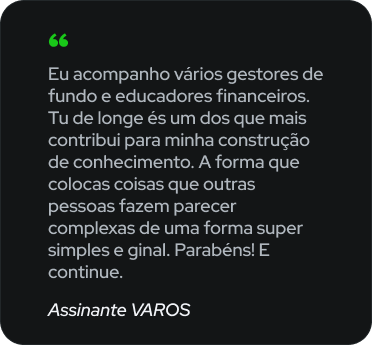 “
Eu acompanho vários gestores de
fundo e educadores financeiros.
Tu de longe és um dos que mais
contribui para minha construção
de conhecimento. A forma que
colocas coisas que outras
pessoas fazem parecer
complexas de uma forma super
simples e ginal. Parabéns! E
continue.
Assinante VAROS